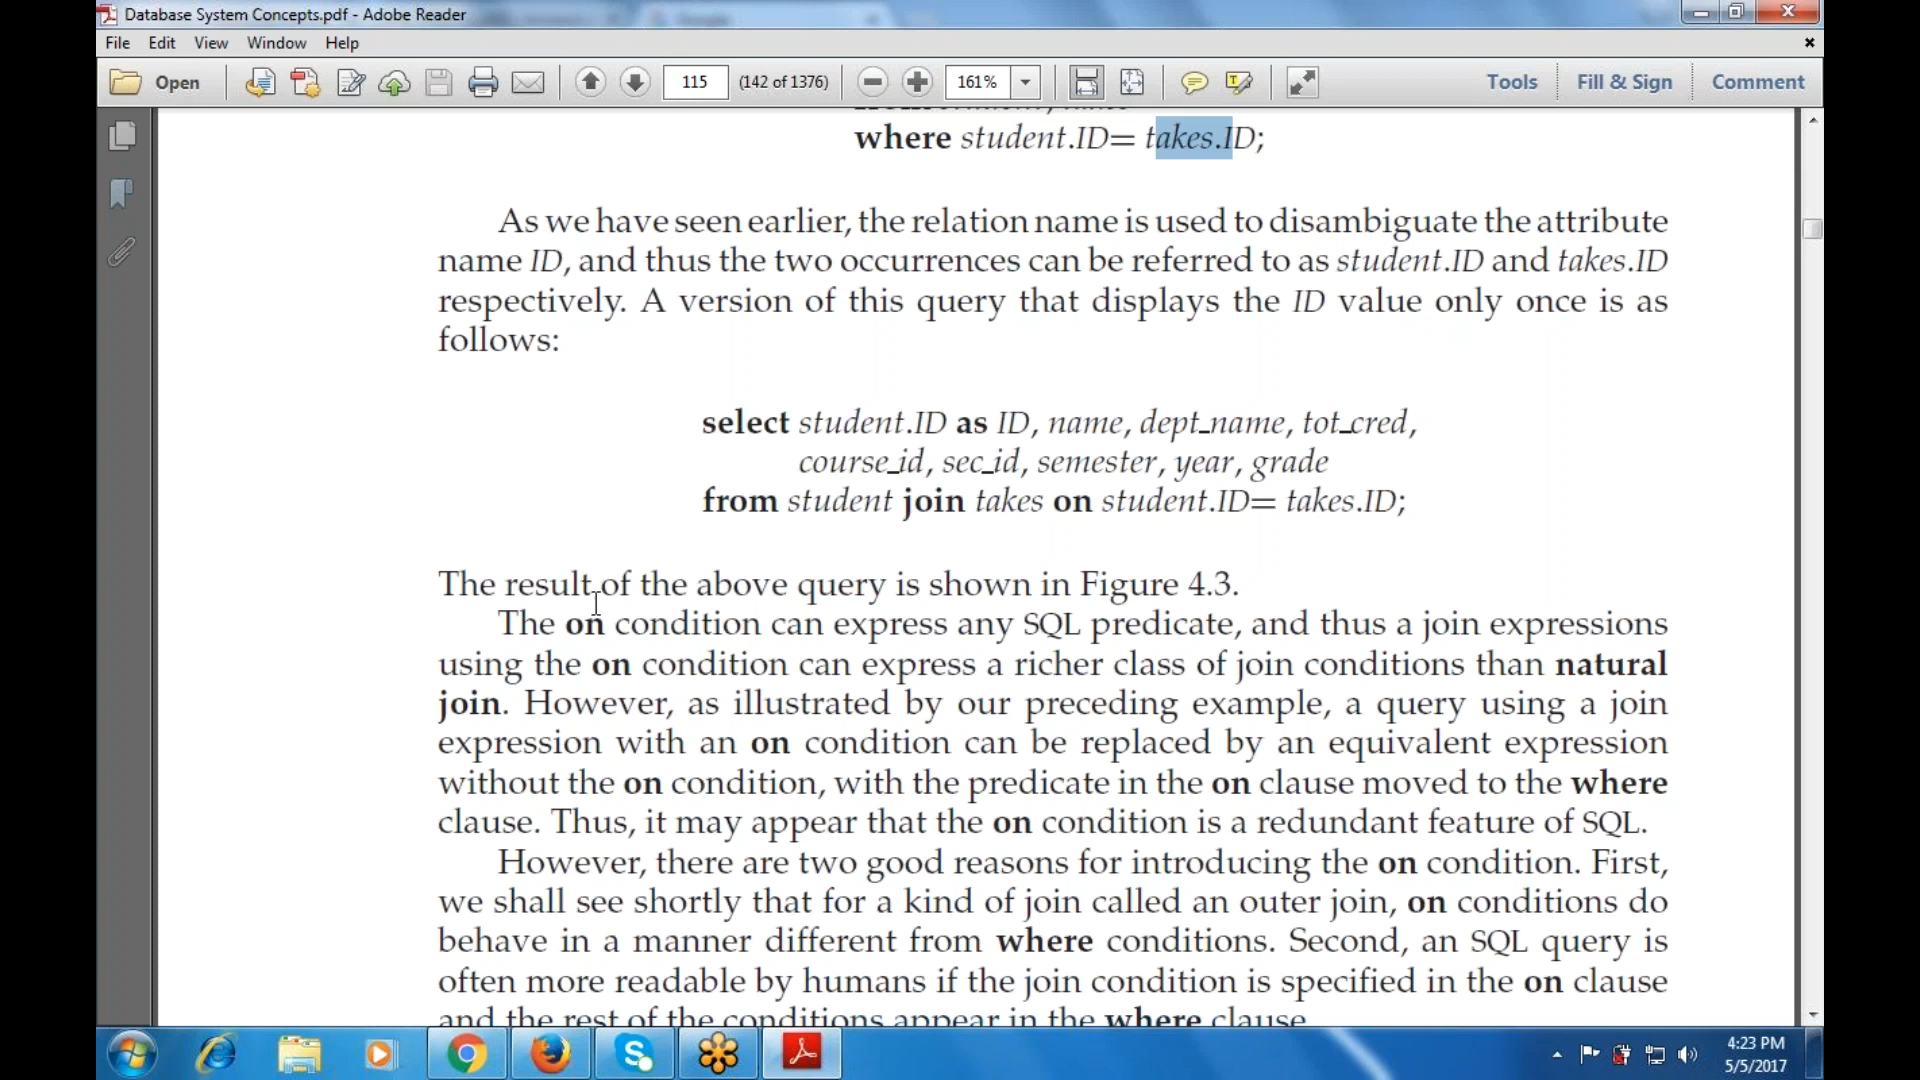 Database System Concepts.pdf - Adobe Reader
File Edit View Window Help
Open 115 (142 of 1376) 161% Tools Fill & Sign Comment
where student.ID= takes.ID;
As we have seen earlier, the relation name is used to disambiguate the attribute
name ID, and thus the two occurrences can be referred to as student.ID and takes.ID
respectively. A version of this query that displays the ID value only once is as
follows:
select student.ID as ID, name, dept_name, tot_cred,
course_id, sec_id, semester, year, grade
from student join takes on student.ID= takes.ID;
The result of the above query is shown in Figure 4.3.
The on condition can express any SQL predicate, and thus a join expressions
using the on condition can express a richer class of join conditions than natural
join. However, as illustrated by our preceding example, a query using a join
expression with an on condition can be replaced by an equivalent expression
without the on condition, with the predicate in the on clause moved to the where
clause. Thus, it may appear that the on condition is a redundant feature of SQL.
However, there are two good reasons for introducing the on condition. First,
we shall see shortly that for a kind of join called an outer join, on conditions do
behave in a manner different from where conditions. Second, an SQL query is
often more readable by humans if the join condition is specified in the on clause
and the rest of the conditions appear in the where clause.
4:23 PM
5/5/2017